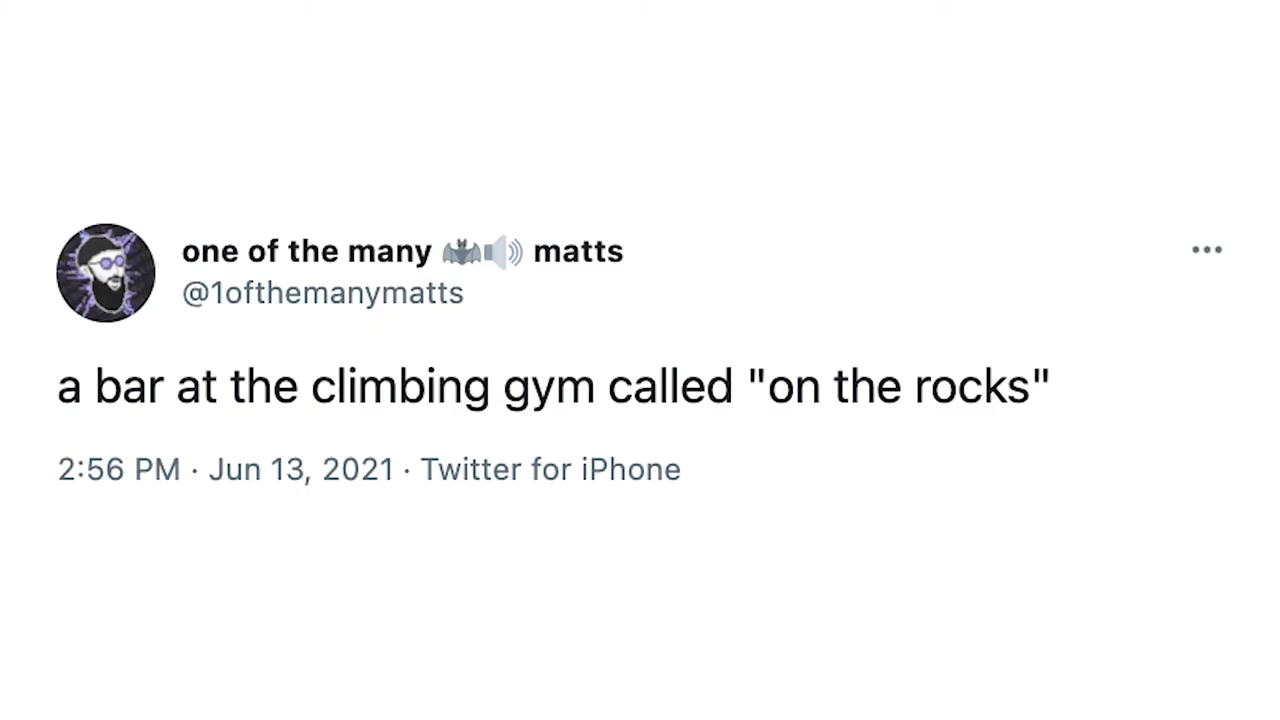 one of the many 🦇🔊 matts
@1ofthemanymatts
a bar at the climbing gym called "on the rocks"
2:56 PM · Jun 13, 2021 · Twitter for iPhone